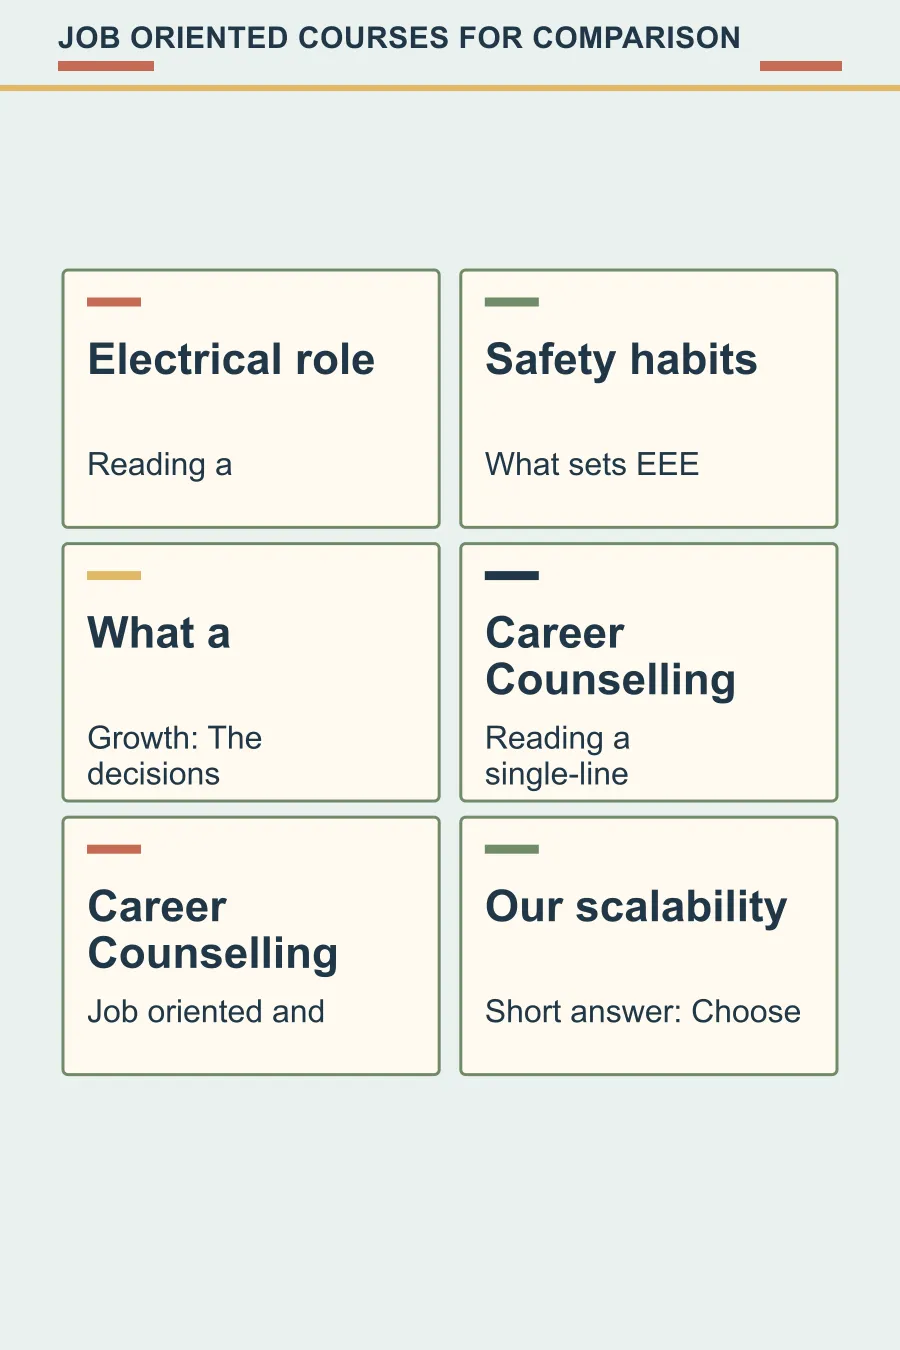 JOB ORIENTED COURSES FOR COMPARISON
Electrical role
Reading a
Safety habits
What sets EEE
What a
Growth: The
decisions
Career
Counselling
Reading a
single-line
Career
Counselling
Job oriented and
Our scalability
Short answer: Choose